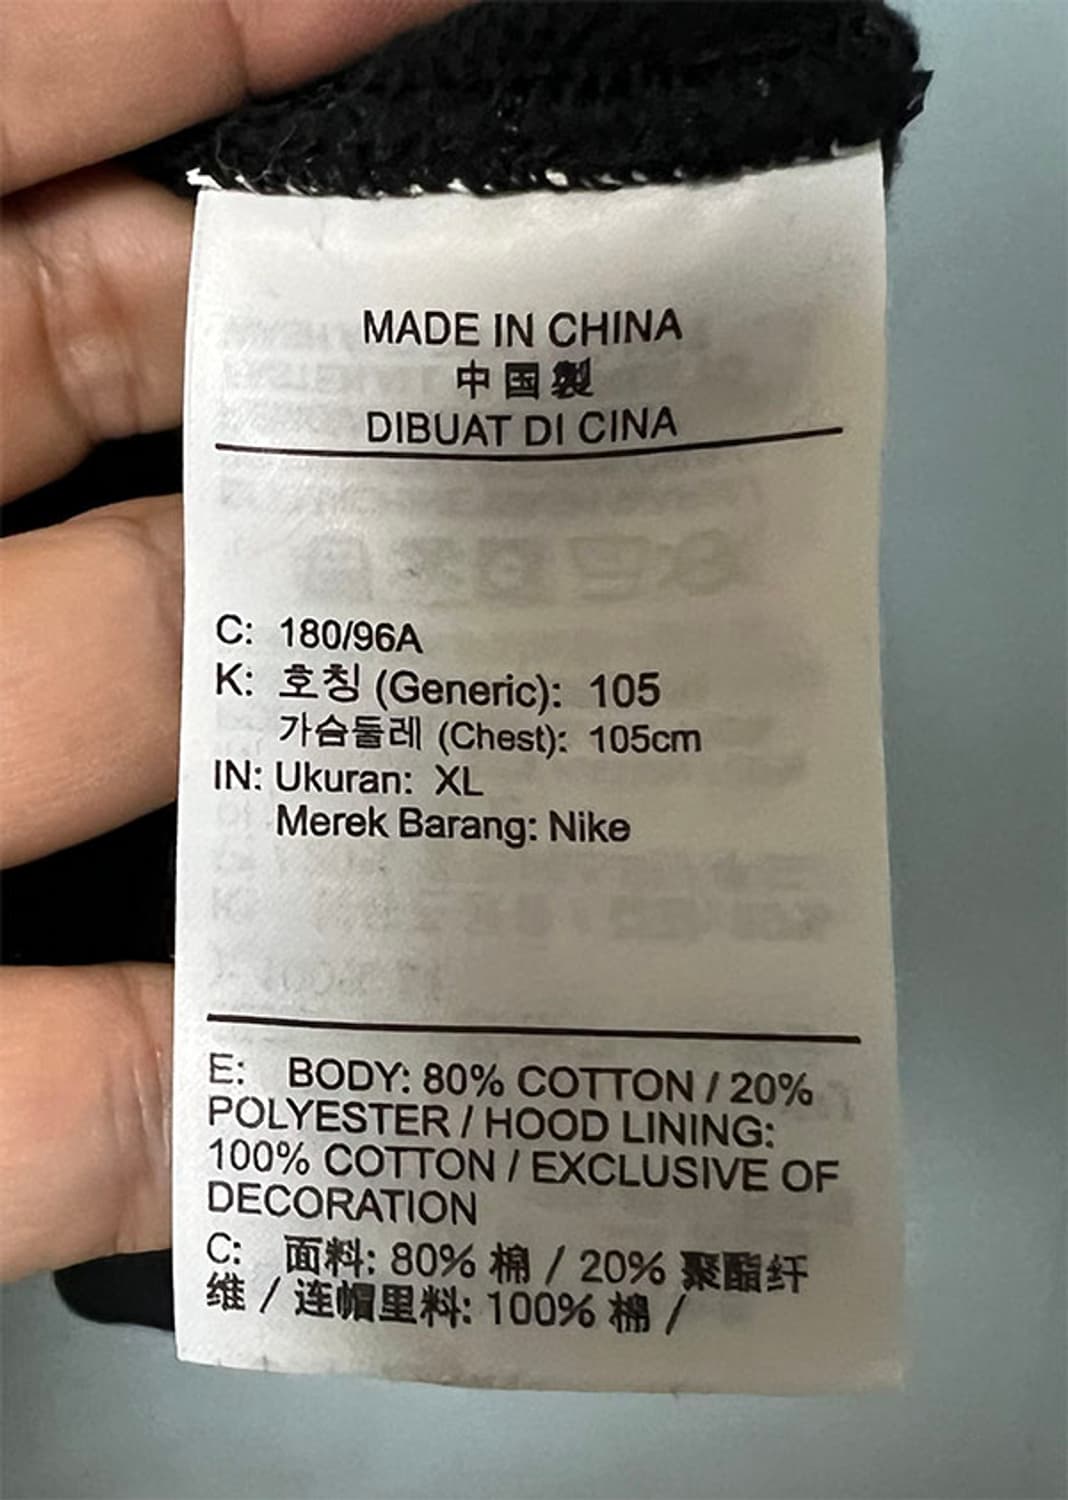 MADE IN CHINA
中国製
DIBUAT DI CINA
C: 180/96A
K: 호칭 (Generic): 105
가슴둘레 (Chest): 105cm
IN: Ukuran: XL
Merek Barang: Nike
E: BODY: 80% COTTON / 20%
POLYESTER / HOOD LINING:
100% COTTON / EXCLUSIVE OF
DECORATION
C: 面料: 80% 棉 / 20% 聚酯纤
维 / 连帽里料: 100% 棉 /